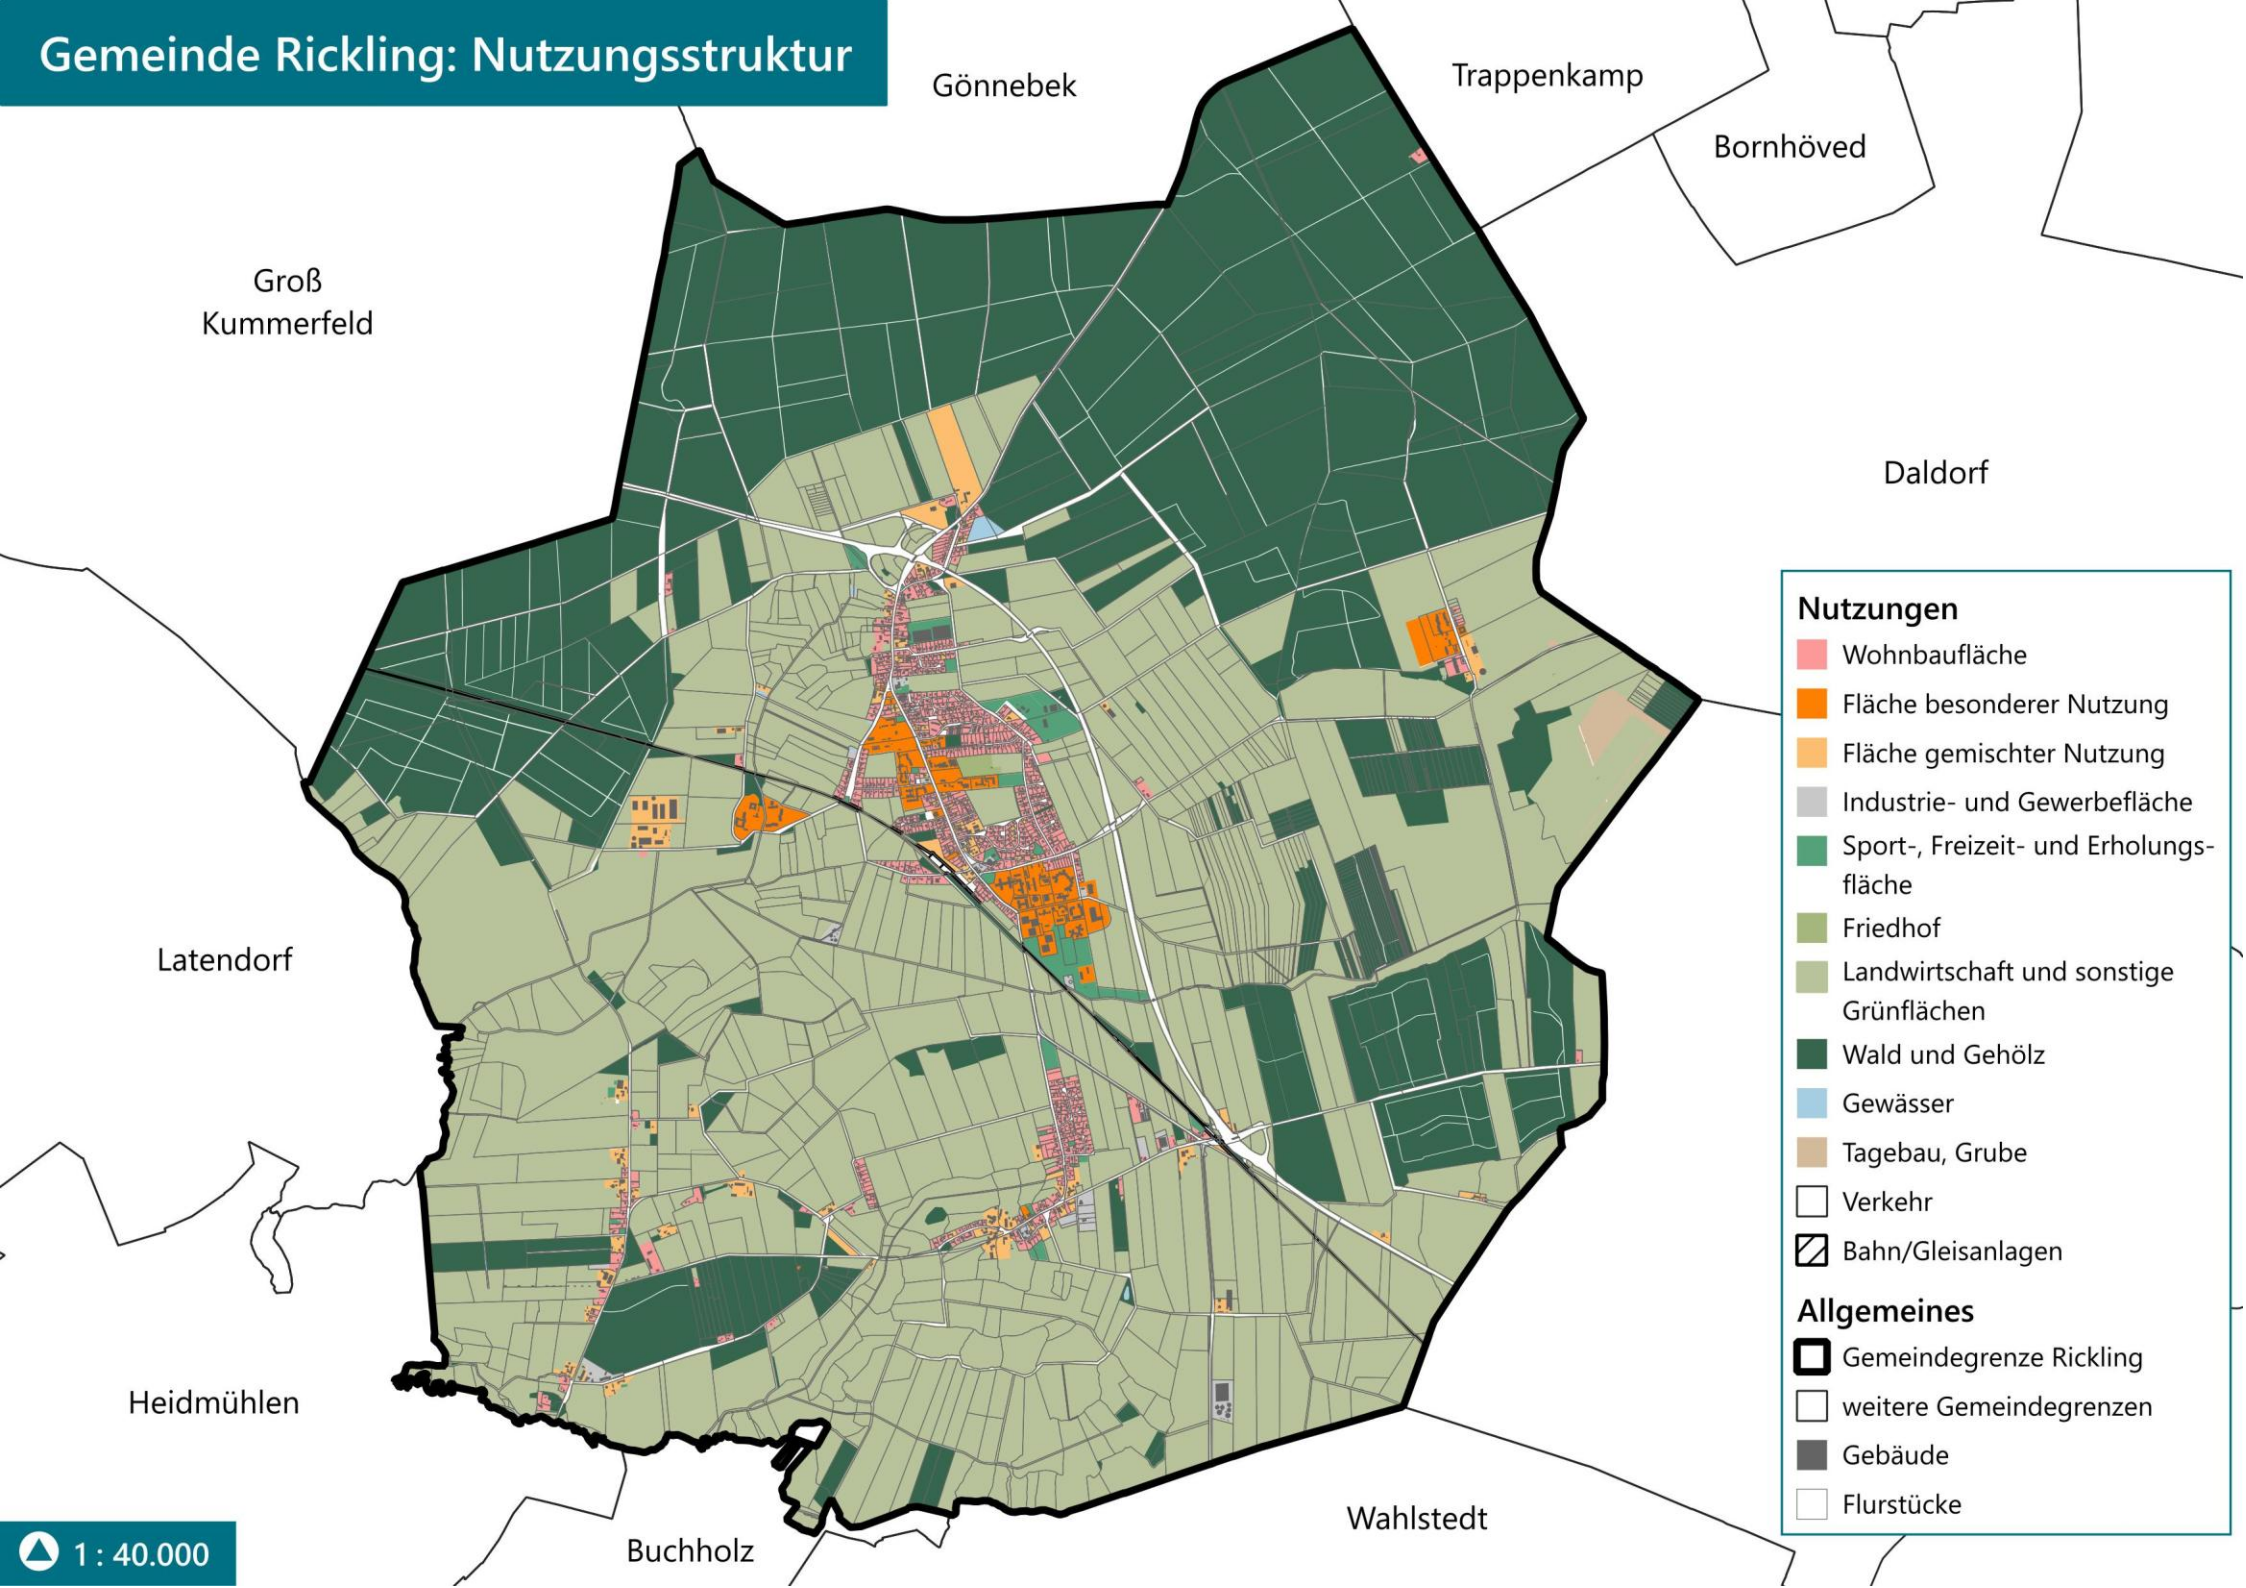 Gemeinde Rickling: Nutzungsstruktur
Gönnebek
Trappenkamp
Bornhöved
Groß
Kummerfeld
Daldorf
Latendorf
Heidmühlen
Buchholz
Wahlstedt
Nutzungen
Wohnbaufläche
Fläche besonderer Nutzung
Fläche gemischter Nutzung
Industrie- und Gewerbefläche
Sport-, Freizeit- und Erholungs-
fläche
Friedhof
Landwirtschaft und sonstige
Grünflächen
Wald und Gehölz
Gewässer
Tagebau, Grube
Verkehr
Bahn/Gleisanlagen
Allgemeines
Gemeindegrenze Rickling
weitere Gemeindegrenzen
Gebäude
Flurstücke
1 : 40.000